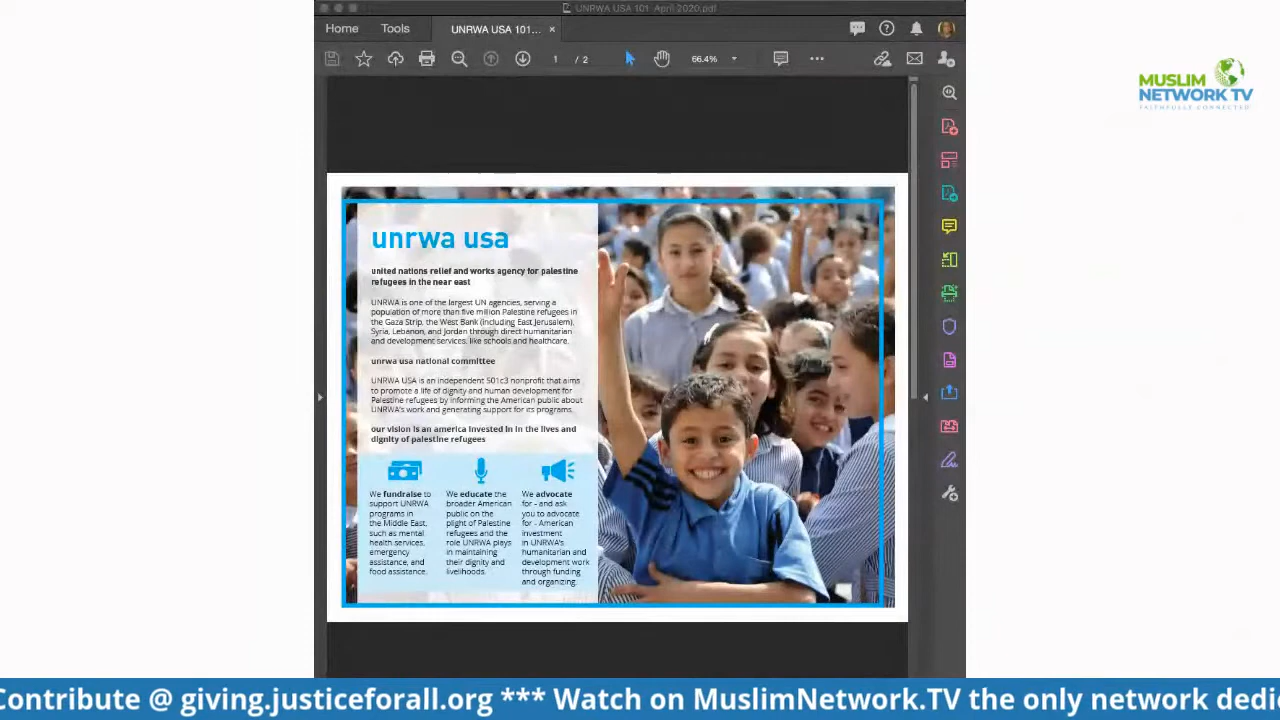 UNRWA USA 101 April 2020.pdf
Home
Tools
UNRWA USA 101...
×
1 / 2
66.4%
MUSLIM
NETWORK TV
FAITHFULLY CONNECTED
unrwa usa
united nations relief and works agency for palestine
refugees in the near east
UNRWA is one of the largest UN agencies, serving a
population of more than five million Palestine refugees in
the Gaza Strip, the West Bank (including East Jerusalem),
Syria, Lebanon, and Jordan through direct humanitarian
and development services, like schools and healthcare.
unrwa usa national committee
UNRWA USA is an independent 501c3 nonprofit that aims
to promote a life of dignity and human development for
Palestine refugees by informing the American public about
UNRWA's work and generating support for its programs.
our vision is an america invested in in the lives and
dignity of palestine refugees
We fundraise to
support UNRWA
programs in
the Middle East,
such as mental
health services,
emergency
assistance, and
food assistance.
We educate the
broader American
public on the
plight of Palestine
refugees and the
role UNRWA plays
in maintaining
their dignity and
livelihoods.
We advocate
for - and ask
you to advocate
for - American
investment
in UNRWA's
humanitarian and
development work
through funding
and organizing.
Contribute @ giving.justiceforall.org *** Watch on MuslimNetwork.TV the only network dedi